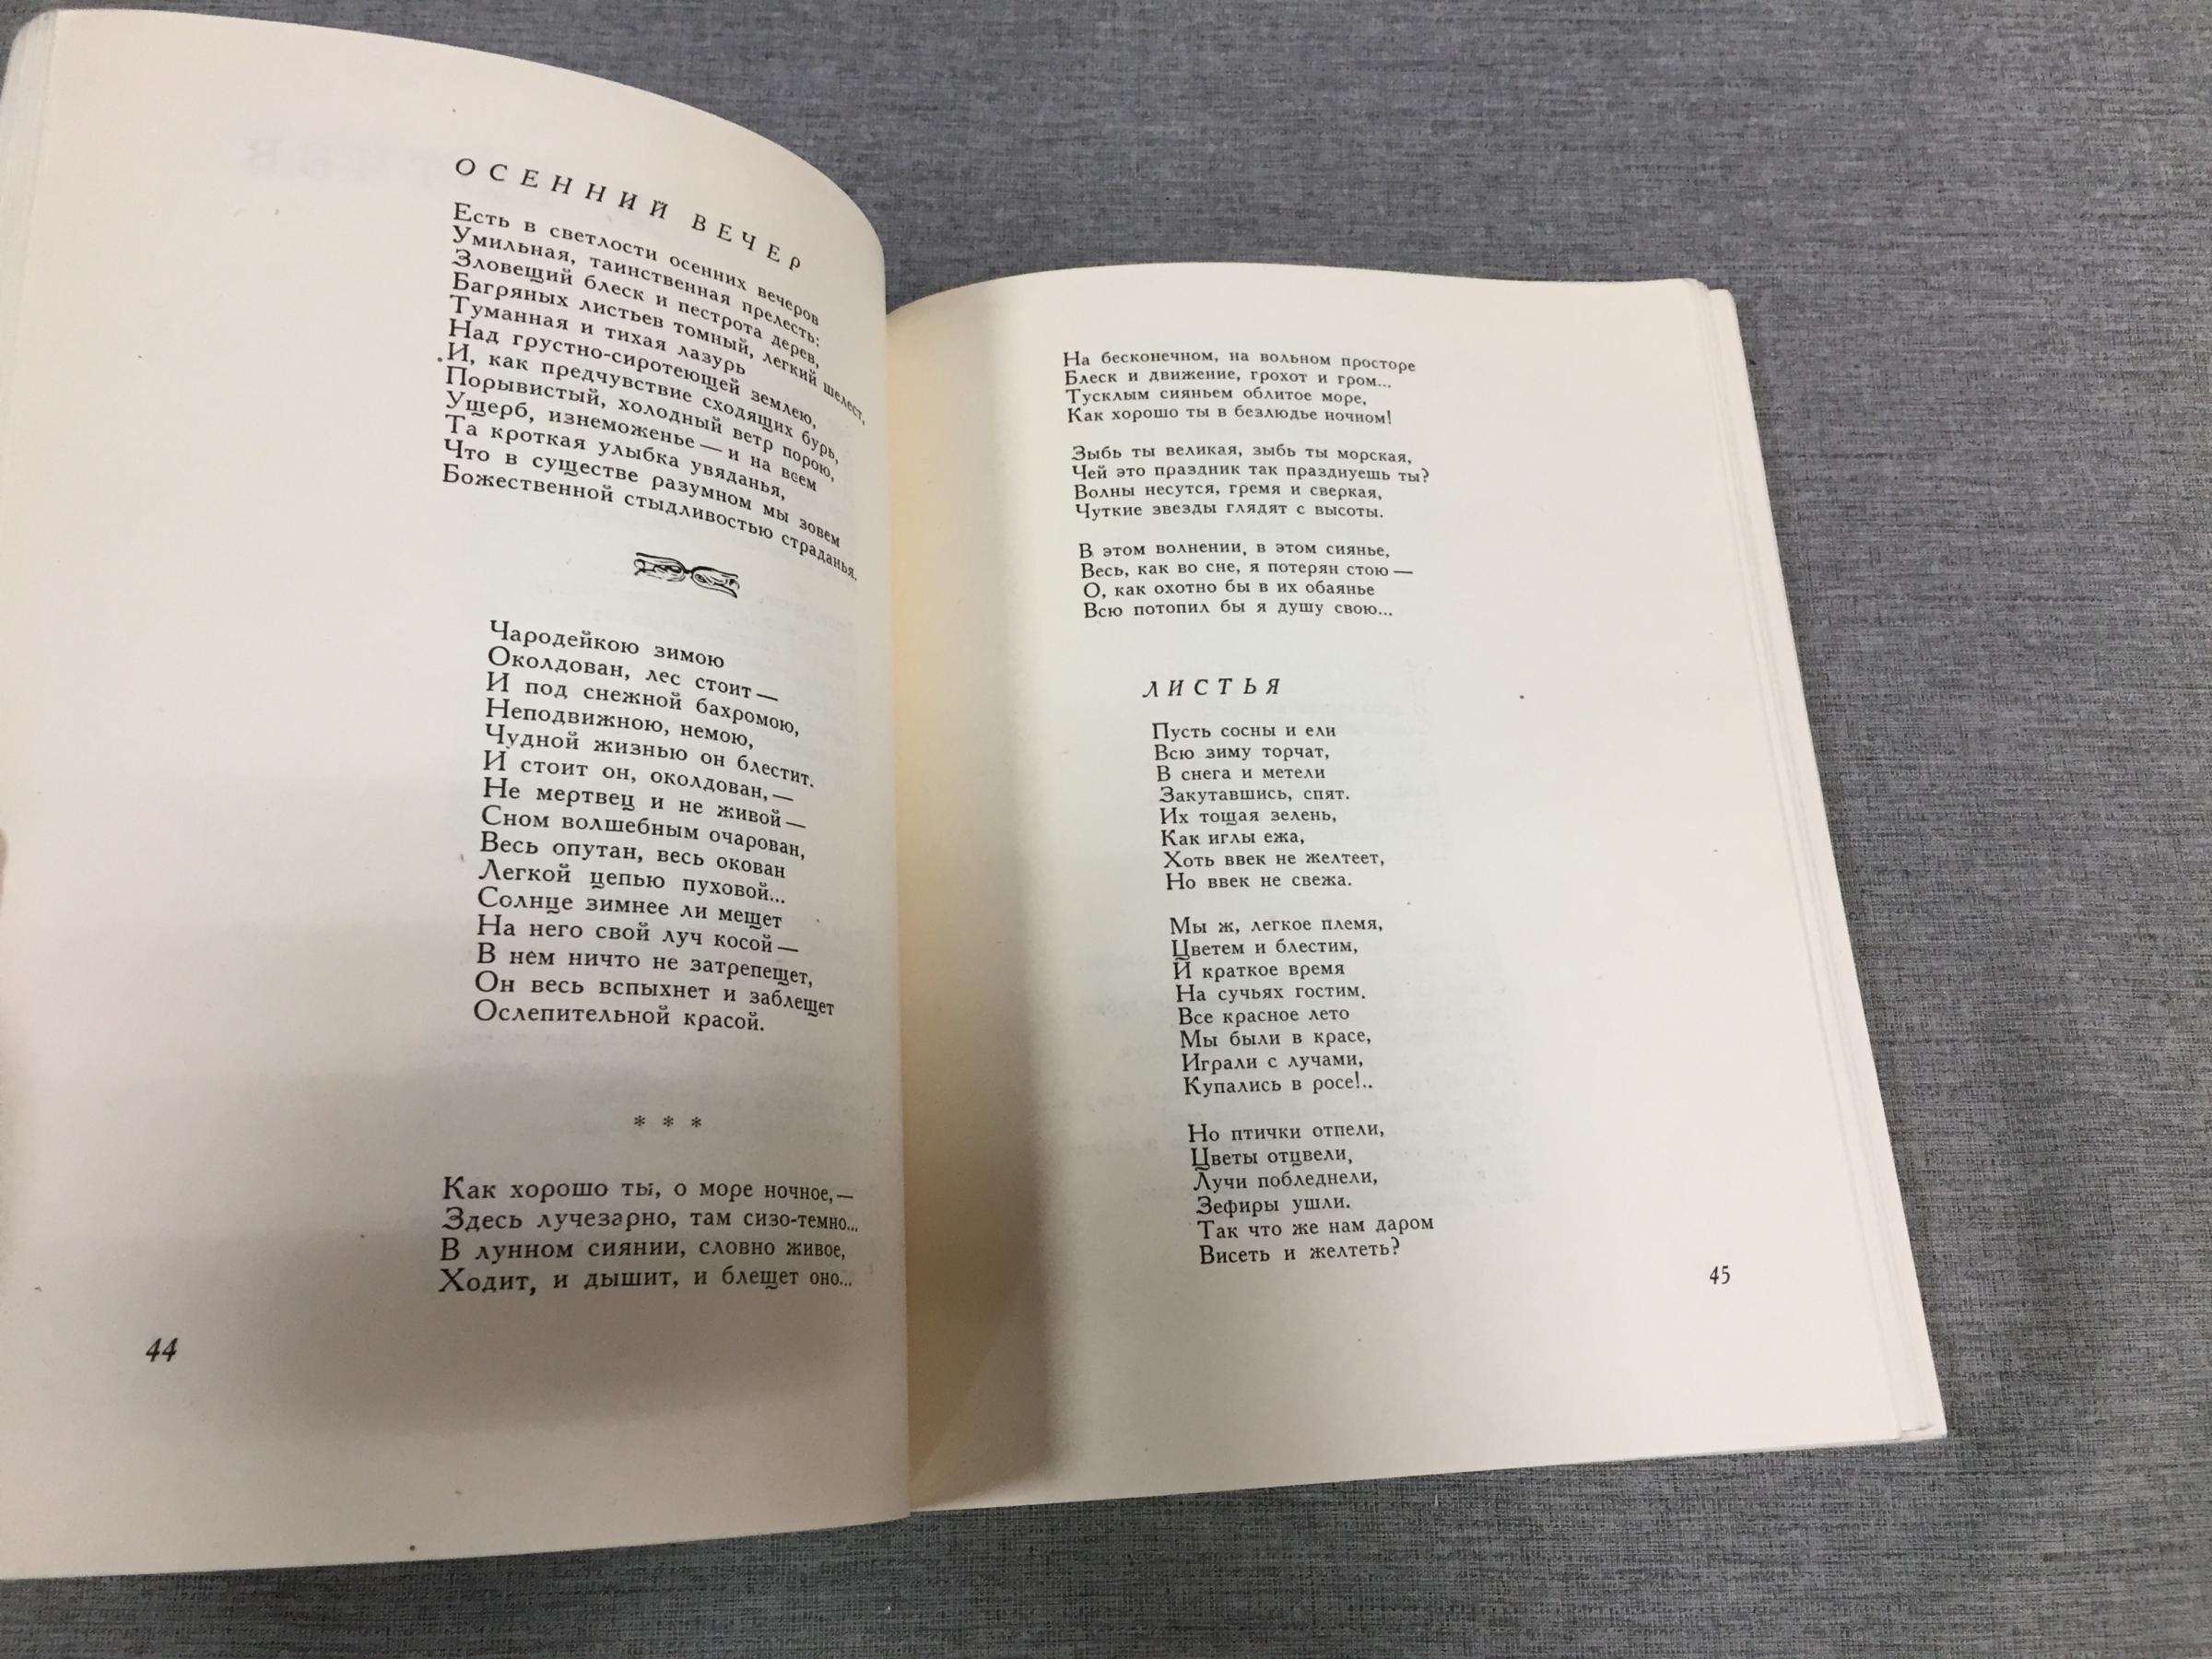 ОСЕННИЙ ВЕЧЕР
Есть в светлости осенних вечеров
Умильная, таинственная прелесть:
Зловещий блеск и пестрота дерев,
Багряных листьев томный, легкий шелест,
Туманная и тихая лазурь
Над грустно-сиротеющей землею,
И, как предчувствие сходящих бурь,
Порывистый, холодный ветр порою,
Ущерб, изнеможенье — и на всем
Та кроткая улыбка увяданья,
Что в существе разумном мы зовем
Божественной стыдливостью страданья.
Чародейкою зимою
Околдован, лес стоит —
И под снежной бахромою,
Неподвижною, немою,
Чудной жизнью он блестит.
И стоит он, околдован, —
Не мертвец и не живой —
Сном волшебным очарован,
Весь опутан, весь окован
Легкой цепью пуховой...
Солнце зимнее ли мещет
На него свой луч косой —
В нем ничто не затрепещет,
Он весь вспыхнет и заблещет
Ослепительной красой.
* * *
Как хорошо ты, о море ночное, —
Здесь лучезарно, там сизо-темно...
В лунном сиянии, словно живое,
Ходит, и дышит, и блещет оно...
44
На бесконечном, на вольном просторе
Блеск и движение, грохот и гром...
Тусклым сияньем облитое море,
Как хорошо ты в безлюдье ночном!
Зыбь ты великая, зыбь ты морская,
Чей это праздник так празднуешь ты?
Волны несутся, гремя и сверкая,
Чуткие звезды глядят с высоты.
В этом волнении, в этом сиянье,
Весь, как во сне, я потерян стою —
О, как охотно бы в их обаянье
Всю потопил бы я душу свою...
ЛИСТЬЯ
Пусть сосны и ели
Всю зиму торчат,
В снега и метели
Закутавшись, спят.
Их тощая зелень,
Как иглы ежа,
Хоть ввек не желтеет,
Но ввек не свежа.
Мы ж, легкое племя,
Цветем и блестим,
И краткое время
На сучьях гостим.
Все красное лето
Мы были в красе,
Играли с лучами,
Купались в росе!..
Но птички отпели,
Цветы отцвели,
Лучи побледнели,
Зефиры ушли.
Так что же нам даром
Висеть и желтеть?
45